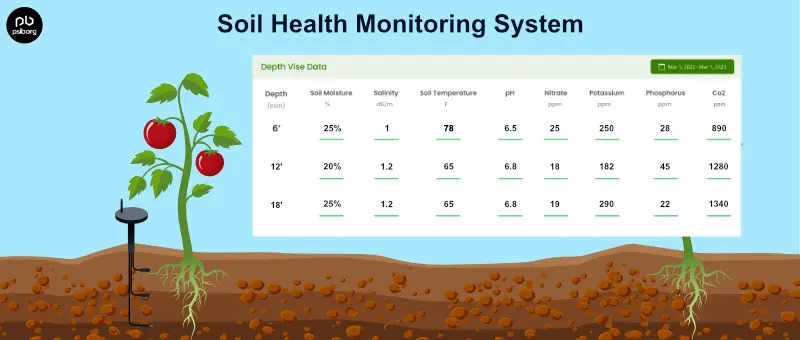 pb
psiborg
Soil Health Monitoring System
Depth Vise Data
Mar 1, 2023 - Mar 1, 2023
Depth Soil Moisture Salinity Soil Temperature pH Nitrate Potassium Phosphorus Co2
(inch) % dS/m F ppm ppm ppm ppm
6' 25% 1 78 6.5 25 250 28 890
12' 20% 1.2 65 6.8 18 182 45 1280
18' 25% 1.2 65 6.8 19 290 22 1340